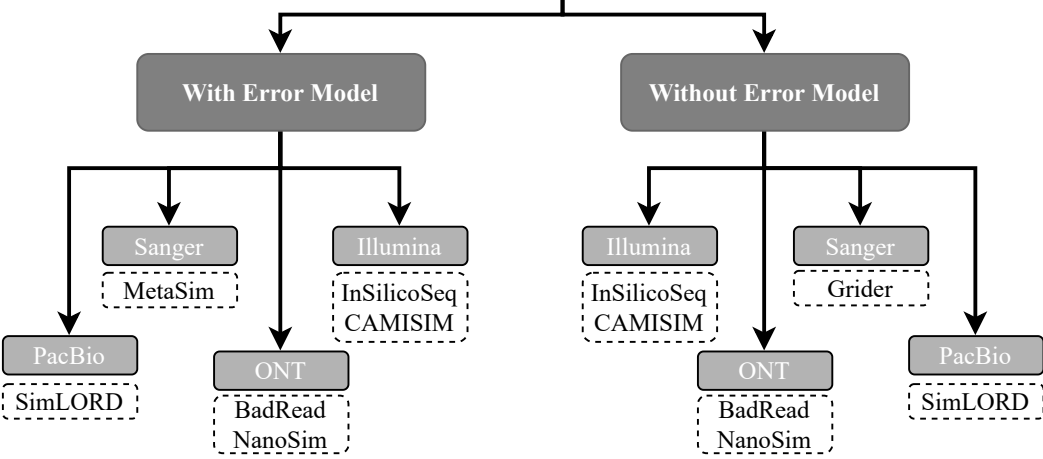 With Error Model
Without Error Model
Sanger
MetaSim
Illumina
InSilicoSeq
CAMISIM
PacBio
SimLORD
ONT
BadRead
NanoSim
Illumina
InSilicoSeq
CAMISIM
Sanger
Grider
ONT
BadRead
NanoSim
PacBio
SimLORD